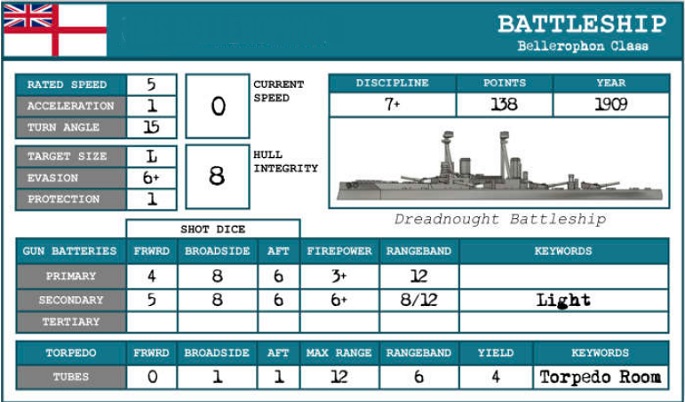 BATTLESHIP
Bellerophon Class
RATED SPEED 5
ACCELERATION 1
TURN ANGLE 15
0 CURRENT SPEED
TARGET SIZE L
EVASION 6+
PROTECTION 1
8 HULL INTEGRITY
DISCIPLINE POINTS YEAR
7+ 138 1909
Dreadnought Battleship
SHOT DICE
GUN BATTERIES FRWRD BROADSIDE AFT FIREPOWER RANGEBAND KEYWORDS
PRIMARY 4 8 6 3+ 12
SECONDARY 5 8 6 6+ 8/12 Light
TERTIARY
TORPEDO FRWRD BROADSIDE AFT MAX RANGE RANGEBAND YIELD KEYWORDS
TUBES 0 1 1 12 6 4 Torpedo Room